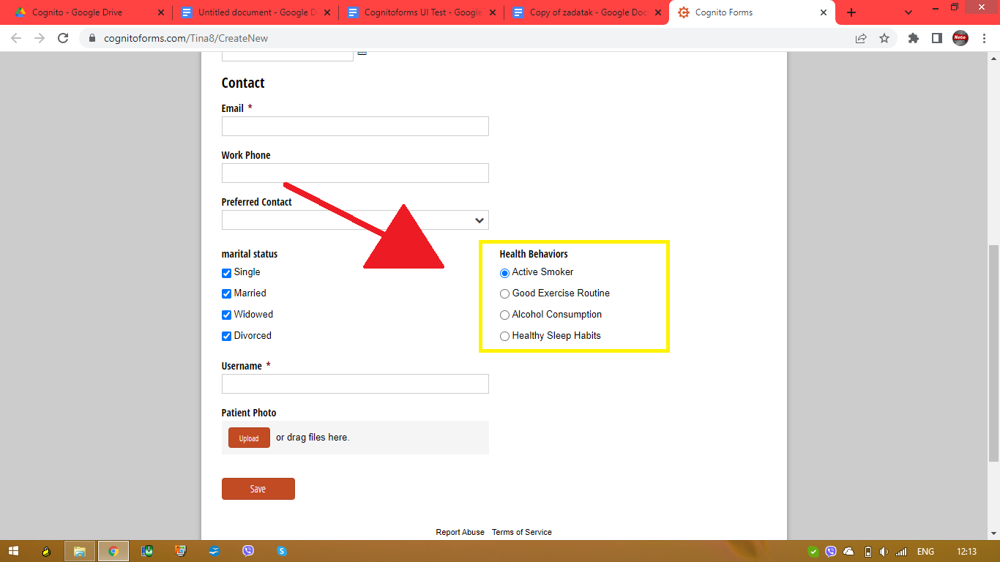 Cognito - Google Drive
Untitled document - Google D
Cognitoforms UI Test - Google
Copy of zadatak - Google Doc
Cognito Forms
cognitoforms.com/Tina8/CreateNew
Contact
Email *
Work Phone
Preferred Contact
marital status
Single
Married
Widowed
Divorced
Health Behaviors
Active Smoker
Good Exercise Routine
Alcohol Consumption
Healthy Sleep Habits
Username *
Patient Photo
Upload or drag files here.
Save
Report Abuse Terms of Service
ENG 12:13